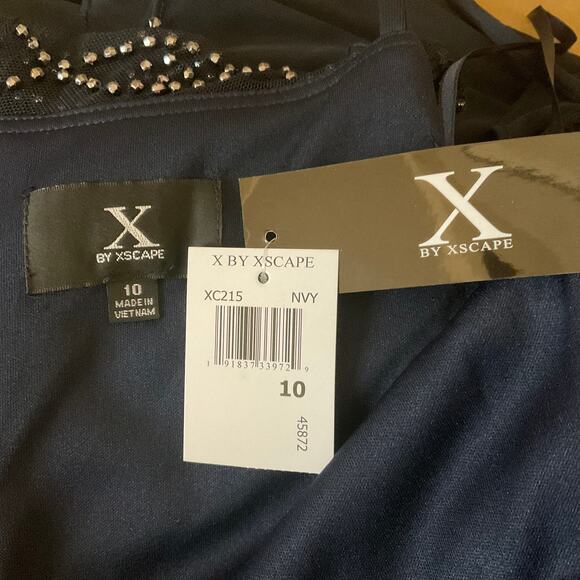 X
BY XSCAPE
10
MADE IN
VIETNAM
X
BY XSCAPE
X BY XSCAPE
XC215 NVY
1 91837 33972 9
10
45872